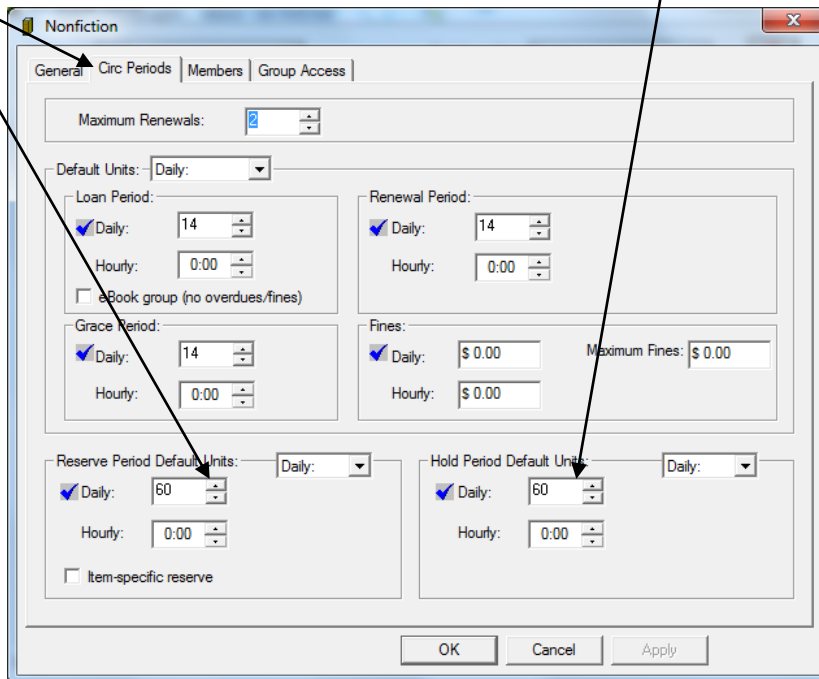 Nonfiction
General Circ Periods Members Group Access
Maximum Renewals: 2
Default Units: Daily:
Loan Period:
Daily: 14
Hourly: 0:00
eBook group (no overdues/fines)
Renewal Period:
Daily: 14
Hourly: 0:00
Grace Period:
Daily: 14
Hourly: 0:00
Fines:
Daily: $ 0.00 Maximum Fines: $ 0.00
Hourly: $ 0.00
Reserve Period Default Units: Daily:
Daily: 60
Hourly: 0:00
Item-specific reserve
Hold Period Default Units: Daily:
Daily: 60
Hourly: 0:00
OK Cancel Apply